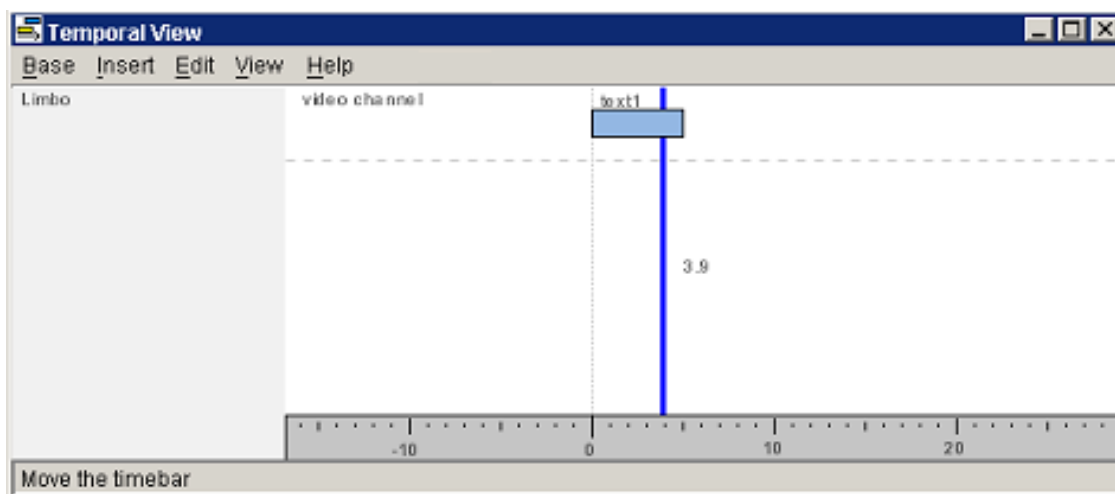 Temporal View
Base Insert Edit View Help
Limbo
video channel
text1
3.9
-10 0 10 20
Move the timebar